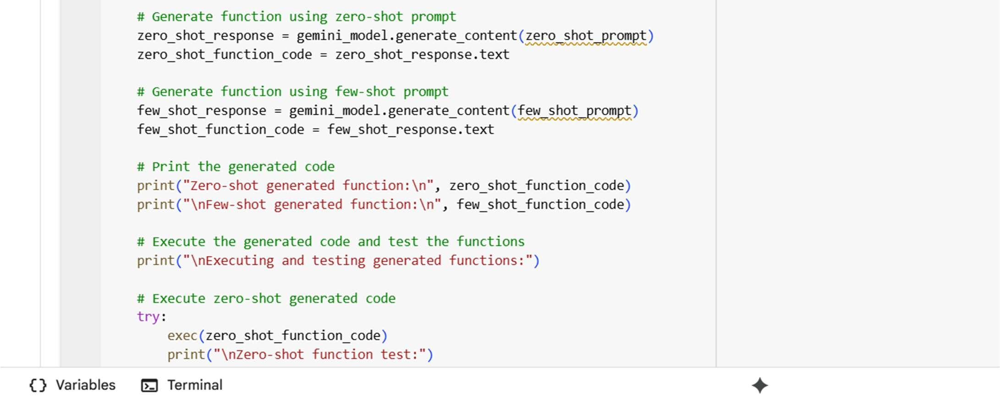 # Generate function using zero-shot prompt
zero_shot_response = gemini_model.generate_content(zero_shot_prompt)
zero_shot_function_code = zero_shot_response.text
# Generate function using few-shot prompt
few_shot_response = gemini_model.generate_content(few_shot_prompt)
few_shot_function_code = few_shot_response.text
# Print the generated code
print("Zero-shot generated function:\n", zero_shot_function_code)
print("\nFew-shot generated function:\n", few_shot_function_code)
# Execute the generated code and test the functions
print("\nExecuting and testing generated functions:")
# Execute zero-shot generated code
try:
    exec(zero_shot_function_code)
    print("\nZero-shot function test:")
{} Variables Terminal